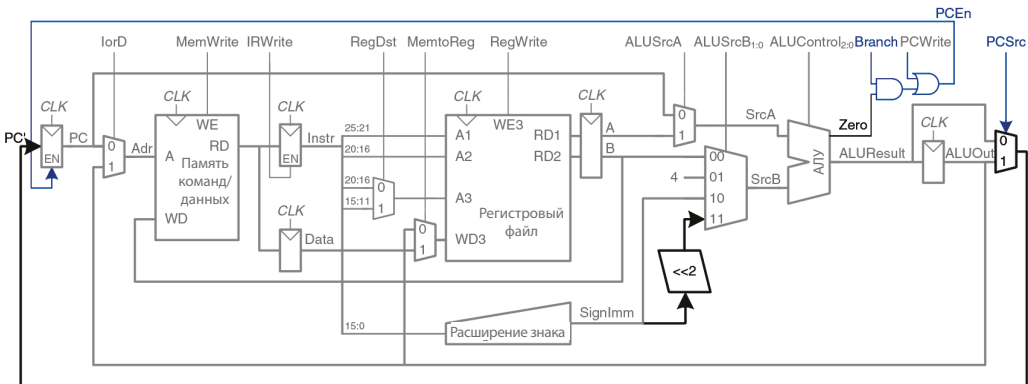 PCEn
IorD MemWrite IRWrite RegDst MemtoReg RegWrite ALUSrcA ALUSrcB1:0 ALUControl2:0 Branch PCWrite PCSrc
CLK CLK CLK CLK CLK CLK
PC' PC EN
0
1
Adr
WE
A RD
Память
команд/
данных
WD
Instr
EN
CLK
Data
25:21
20:16
20:16
15:11
15:0
0
1
0
1
WE3
A1 RD1
A2 RD2
A3
Регистровый
файл
WD3
A
B
0
1
SrcA
00
4 01
10
11
SrcB
<<2
SignImm
Расширение знака
Zero
АЛУ
ALUResult
ALUOut
0
1